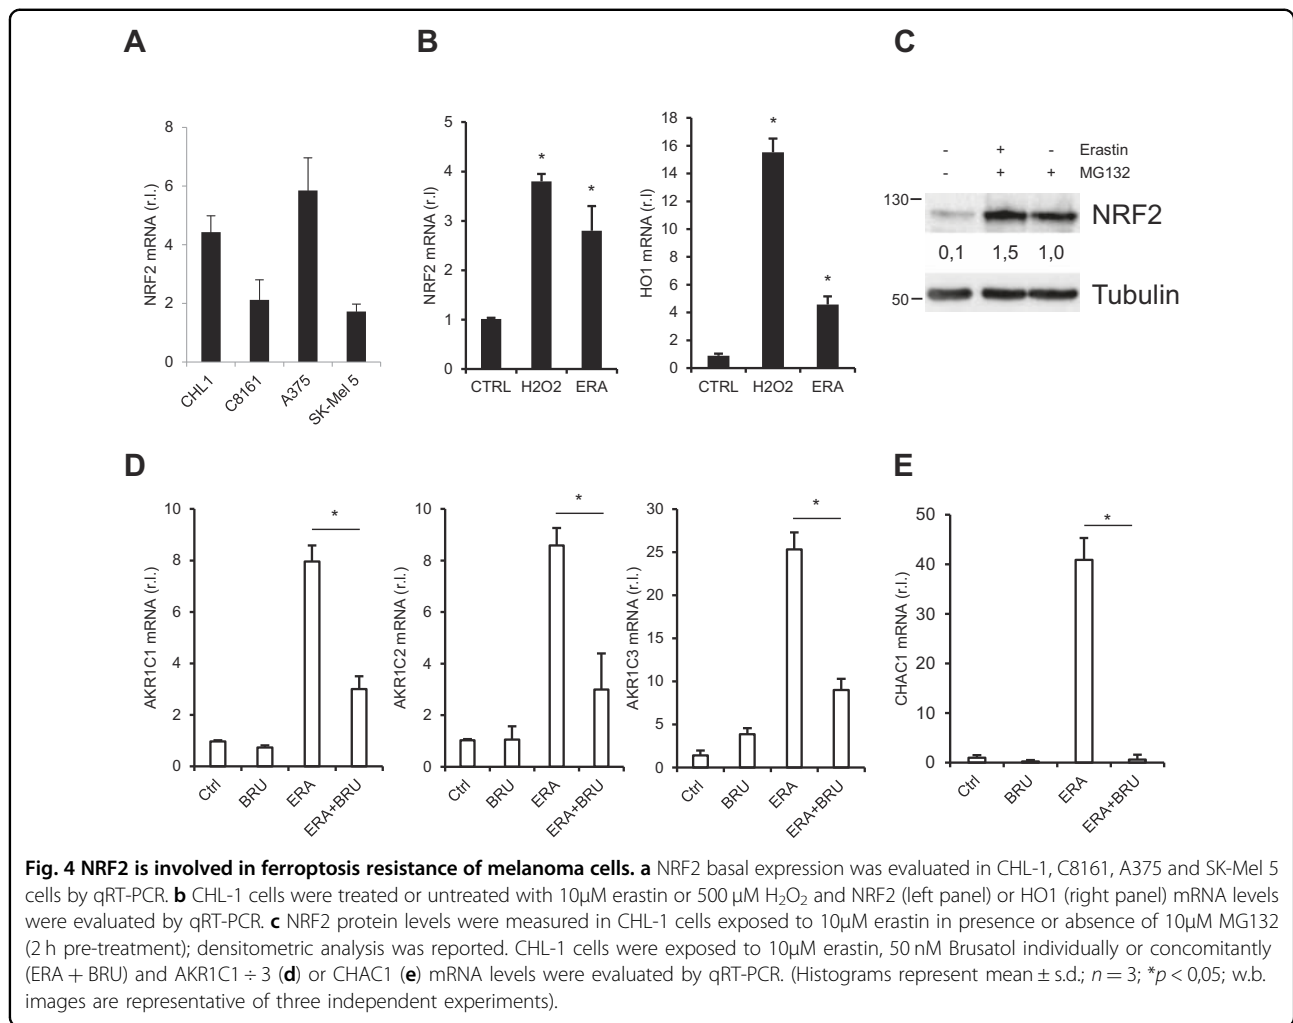 A
B
C
NRF2 mRNA (r.l.)
8
6
4
2
0
CHL1
C8161
A375
SK-Mel 5
NRF2 mRNA (r.l.)
5
4
3
2
1
0
*
*
CTRL
H2O2
ERA
HO1 mRNA (r.l.)
18
16
14
12
10
8
6
4
2
0
*
*
CTRL
H2O2
ERA
- + - Erastin
- + + MG132
130
NRF2
0,1 1,5 1,0
50
Tubulin
D
E
AKR1C1 mRNA (r.l.)
10
8
6
4
2
0
*
Ctrl
BRU
ERA
ERA+BRU
AKR1C2 mRNA (r.l.)
10
8
6
4
2
0
*
Ctrl
BRU
ERA
ERA+BRU
AKR1C3 mRNA (r.l.)
30
25
20
15
10
5
0
*
Ctrl
BRU
ERA
ERA+BRU
CHAC1 mRNA (r.l.)
50
40
30
20
10
0
*
Ctrl
BRU
ERA
ERA+BRU
Fig. 4 NRF2 is involved in ferroptosis resistance of melanoma cells. a NRF2 basal expression was evaluated in CHL-1, C8161, A375 and SK-Mel 5
cells by qRT-PCR. b CHL-1 cells were treated or untreated with 10μM erastin or 500 μM H₂O₂ and NRF2 (left panel) or HO1 (right panel) mRNA levels
were evaluated by qRT-PCR. c NRF2 protein levels were measured in CHL-1 cells exposed to 10μM erastin in presence or absence of 10μM MG132
(2 h pre-treatment); densitometric analysis was reported. CHL-1 cells were exposed to 10μM erastin, 50 nM Brusatol individually or concomitantly
(ERA + BRU) and AKR1C1 ÷ 3 (d) or CHAC1 (e) mRNA levels were evaluated by qRT-PCR. (Histograms represent mean ± s.d.; n = 3; *p < 0,05; w.b.
images are representative of three independent experiments).